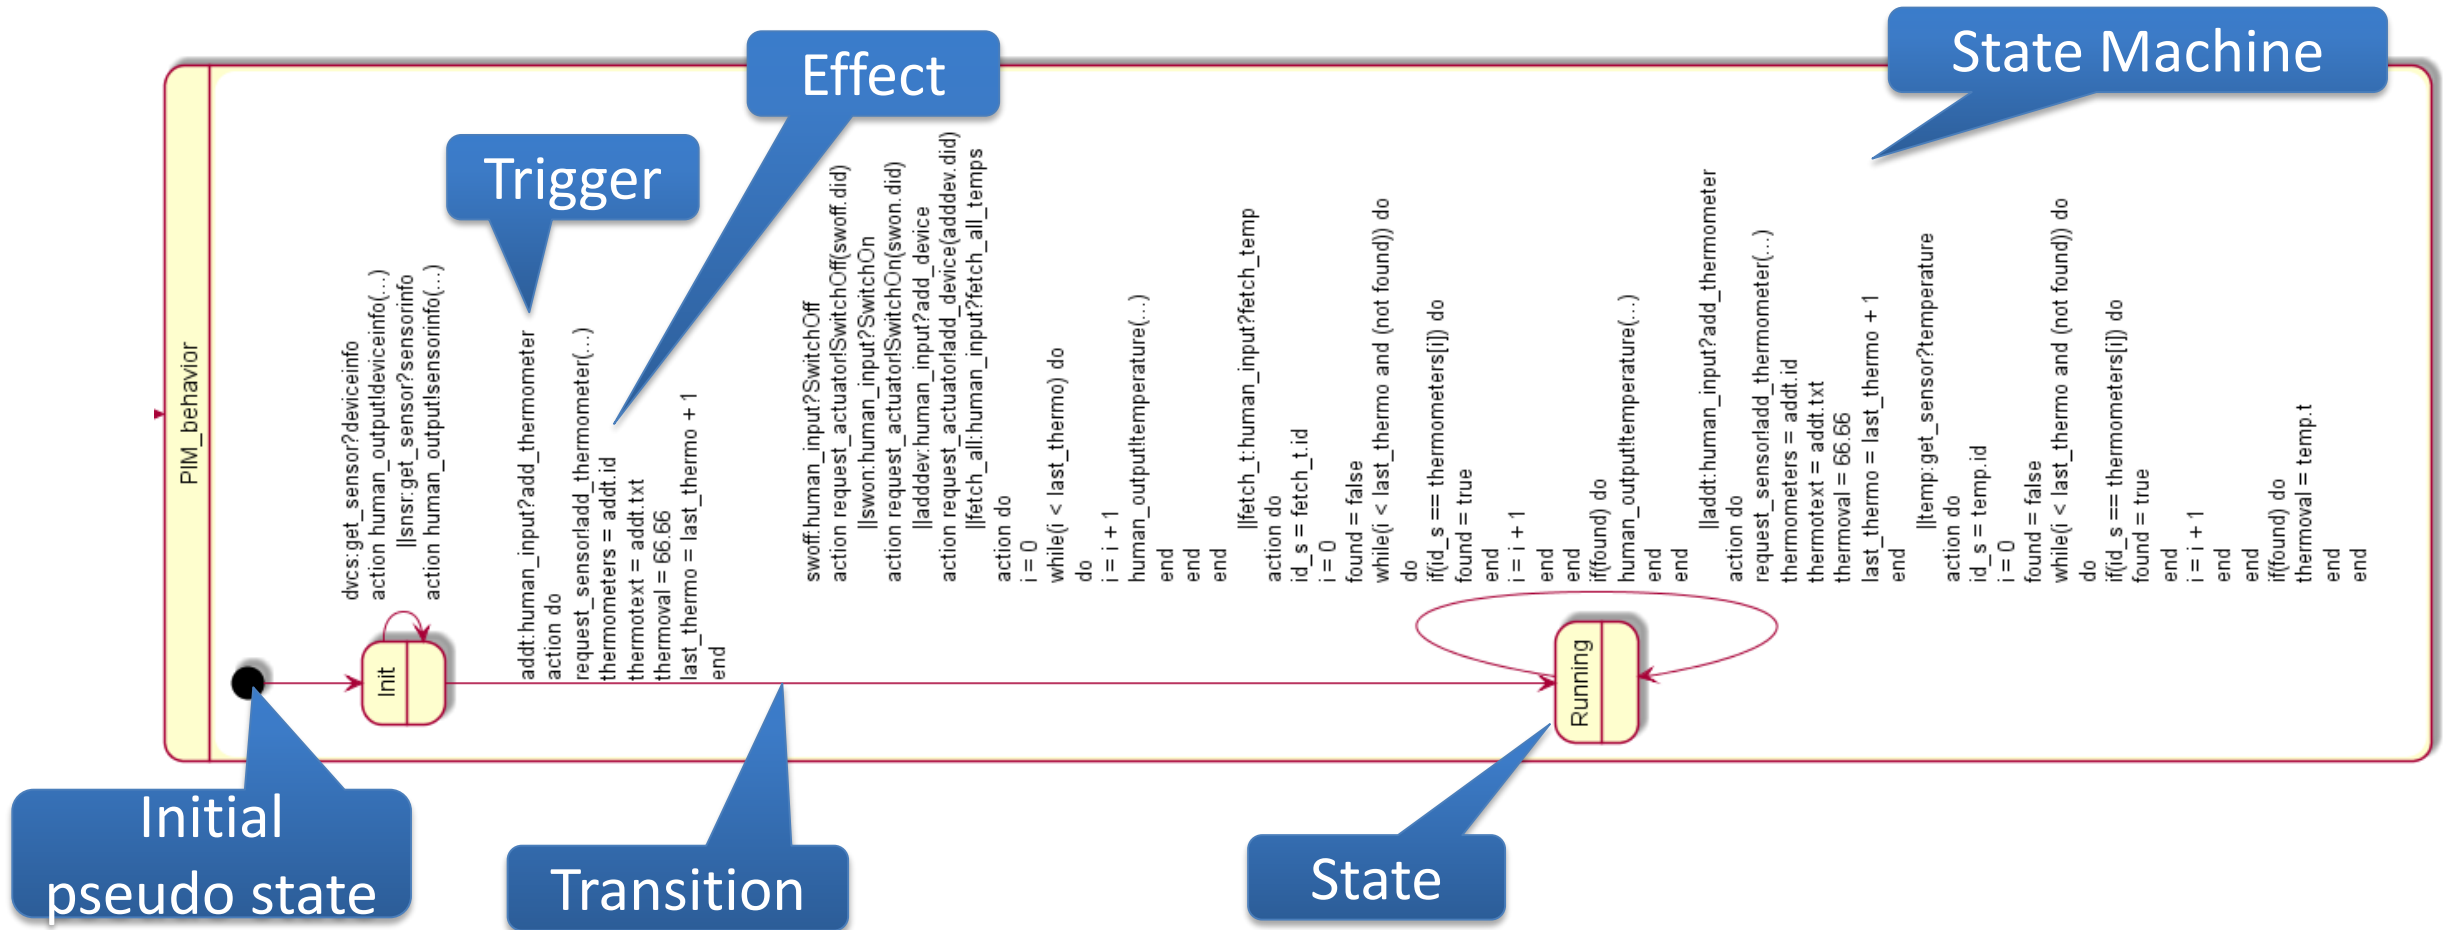 Effect
State Machine
Trigger
PIM_behavior
dvcs:get_sensor?deviceinfo
action human_output!deviceinfo(...)
||snsr:get_sensor?sensorinfo
action human_output!sensorinfo(...)
Init
addt:human_input?add_thermometer
action do
request_sensor!add_thermometer(...)
thermometers = addt.id
thermotext = addt.txt
thermoval = 66.66
last_thermo = last_thermo + 1
end
swoff:human_input?SwitchOff
action request_actuator!SwitchOff(swoff.did)
||swon:human_input?SwitchOn
action request_actuator!SwitchOn(swon.did)
||adddev:human_input?add_device
action request_actuator!add_device(adddev.did)
||fetch_all:human_input?fetch_all_temps
action do
i = 0
while(i < last_thermo) do
do
i = i + 1
human_output!temperature(...)
end
end
end
||fetch_t:human_input?fetch_temp
action do
id_s = fetch_t.id
i = 0
found = false
while(i < last_thermo and (not found)) do
do
if(id_s == thermometers[i]) do
found = true
end
i = i + 1
end
end
if(found) do
human_output!temperature(...)
end
end
||addt:human_input?add_thermometer
action do
request_sensor!add_thermometer(...)
thermometers = addt.id
thermotext = addt.txt
thermoval = 66.66
last_thermo = last_thermo + 1
end
||temp:get_sensor?temperature
action do
id_s = temp.id
i = 0
found = false
while(i < last_thermo and (not found)) do
do
if(id_s == thermometers[i]) do
found = true
end
i = i + 1
end
end
if(found) do
thermoval = temp.t
end
end
Running
Initial
pseudo state
Transition
State